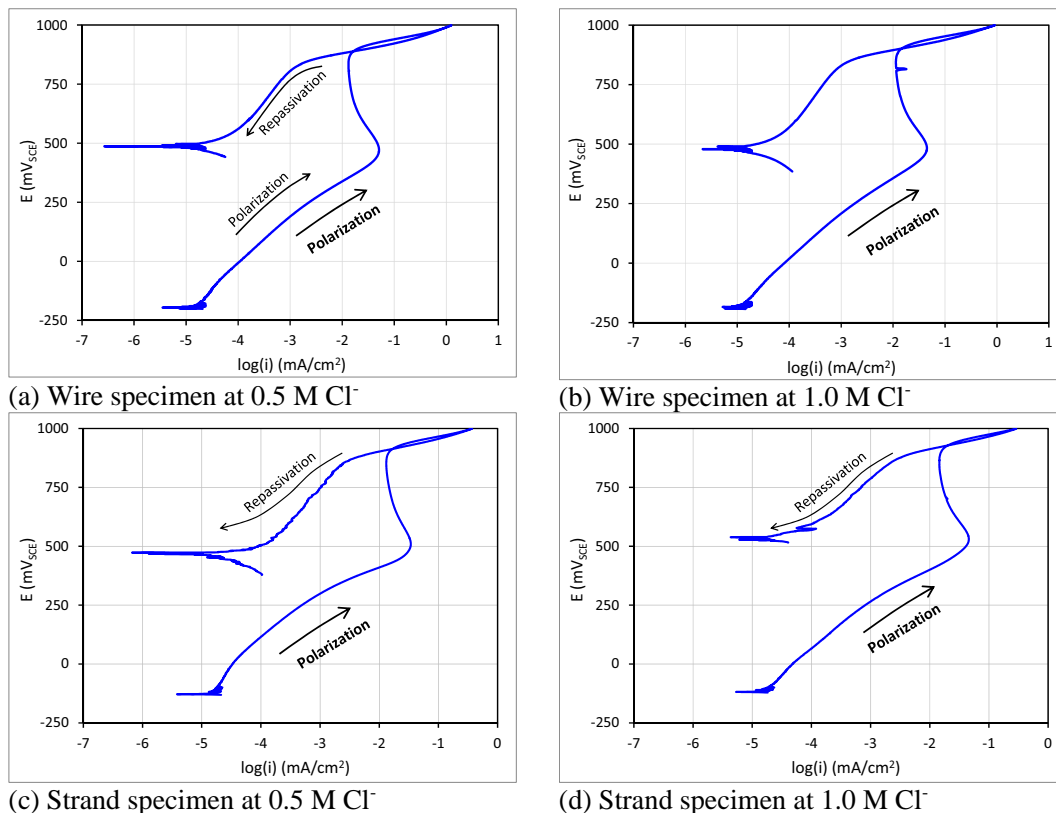 1000
750
500
250
0
-250
E (mV_SCE)
Repassivation
Polarization
Polarization
-7 -6 -5 -4 -3 -2 -1 0 1
log(i) (mA/cm²)
(a) Wire specimen at 0.5 M Cl⁻
1000
750
500
250
0
-250
E (mV_SCE)
Polarization
-6 -5 -4 -3 -2 -1 0
log(i) (mA/cm²)
(b) Wire specimen at 1.0 M Cl⁻
1000
750
500
250
0
-250
E (mV_SCE)
Repassivation
Polarization
-7 -6 -5 -4 -3 -2 -1 0
log(i) (mA/cm²)
(c) Strand specimen at 0.5 M Cl⁻
1000
750
500
250
0
-250
E (mV_SCE)
Repassivation
Polarization
-7 -6 -5 -4 -3 -2 -1 0
log(i) (mA/cm²)
(d) Strand specimen at 1.0 M Cl⁻